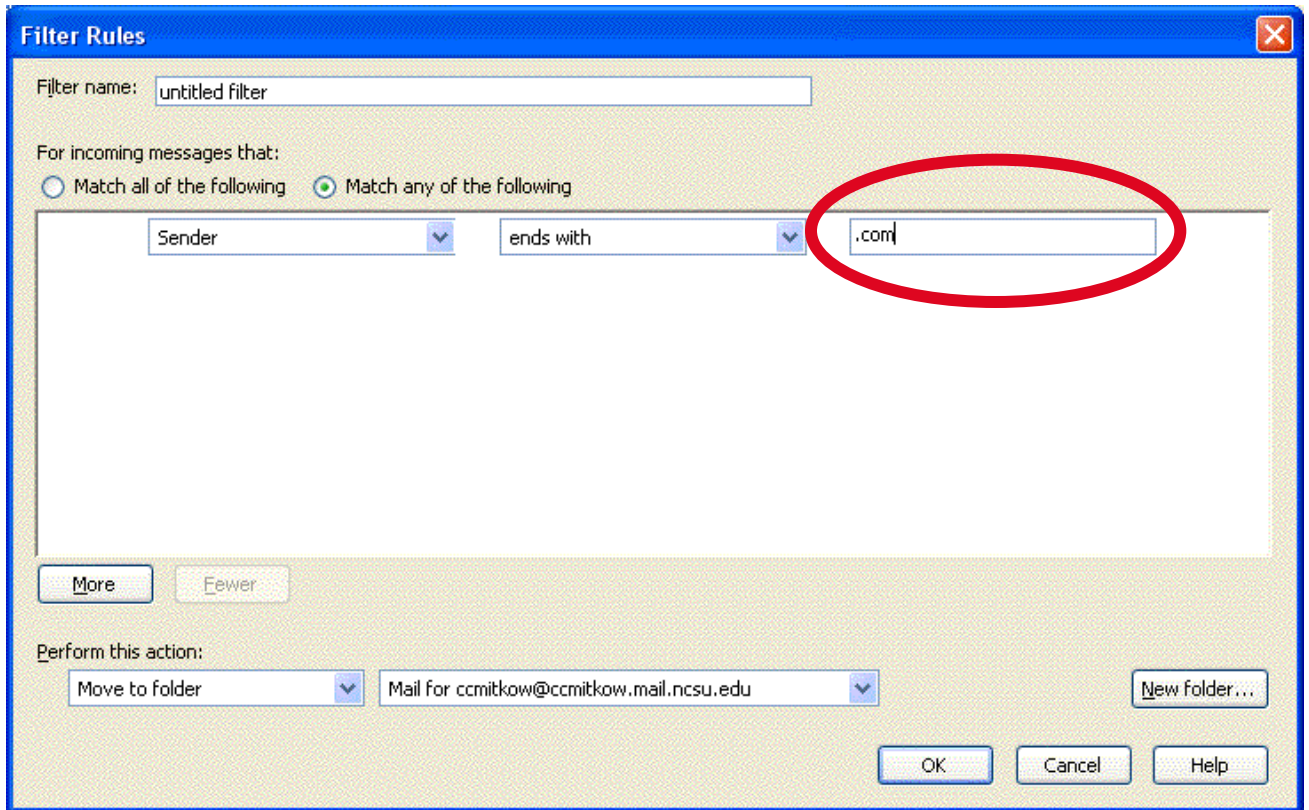 Filter Rules
Filter name: untitled filter
For incoming messages that:
Match all of the following Match any of the following
Sender ends with .com
More Fewer
Perform this action:
Move to folder Mail for ccmitkow@ccmitkow.mail.ncsu.edu New folder...
OK Cancel Help